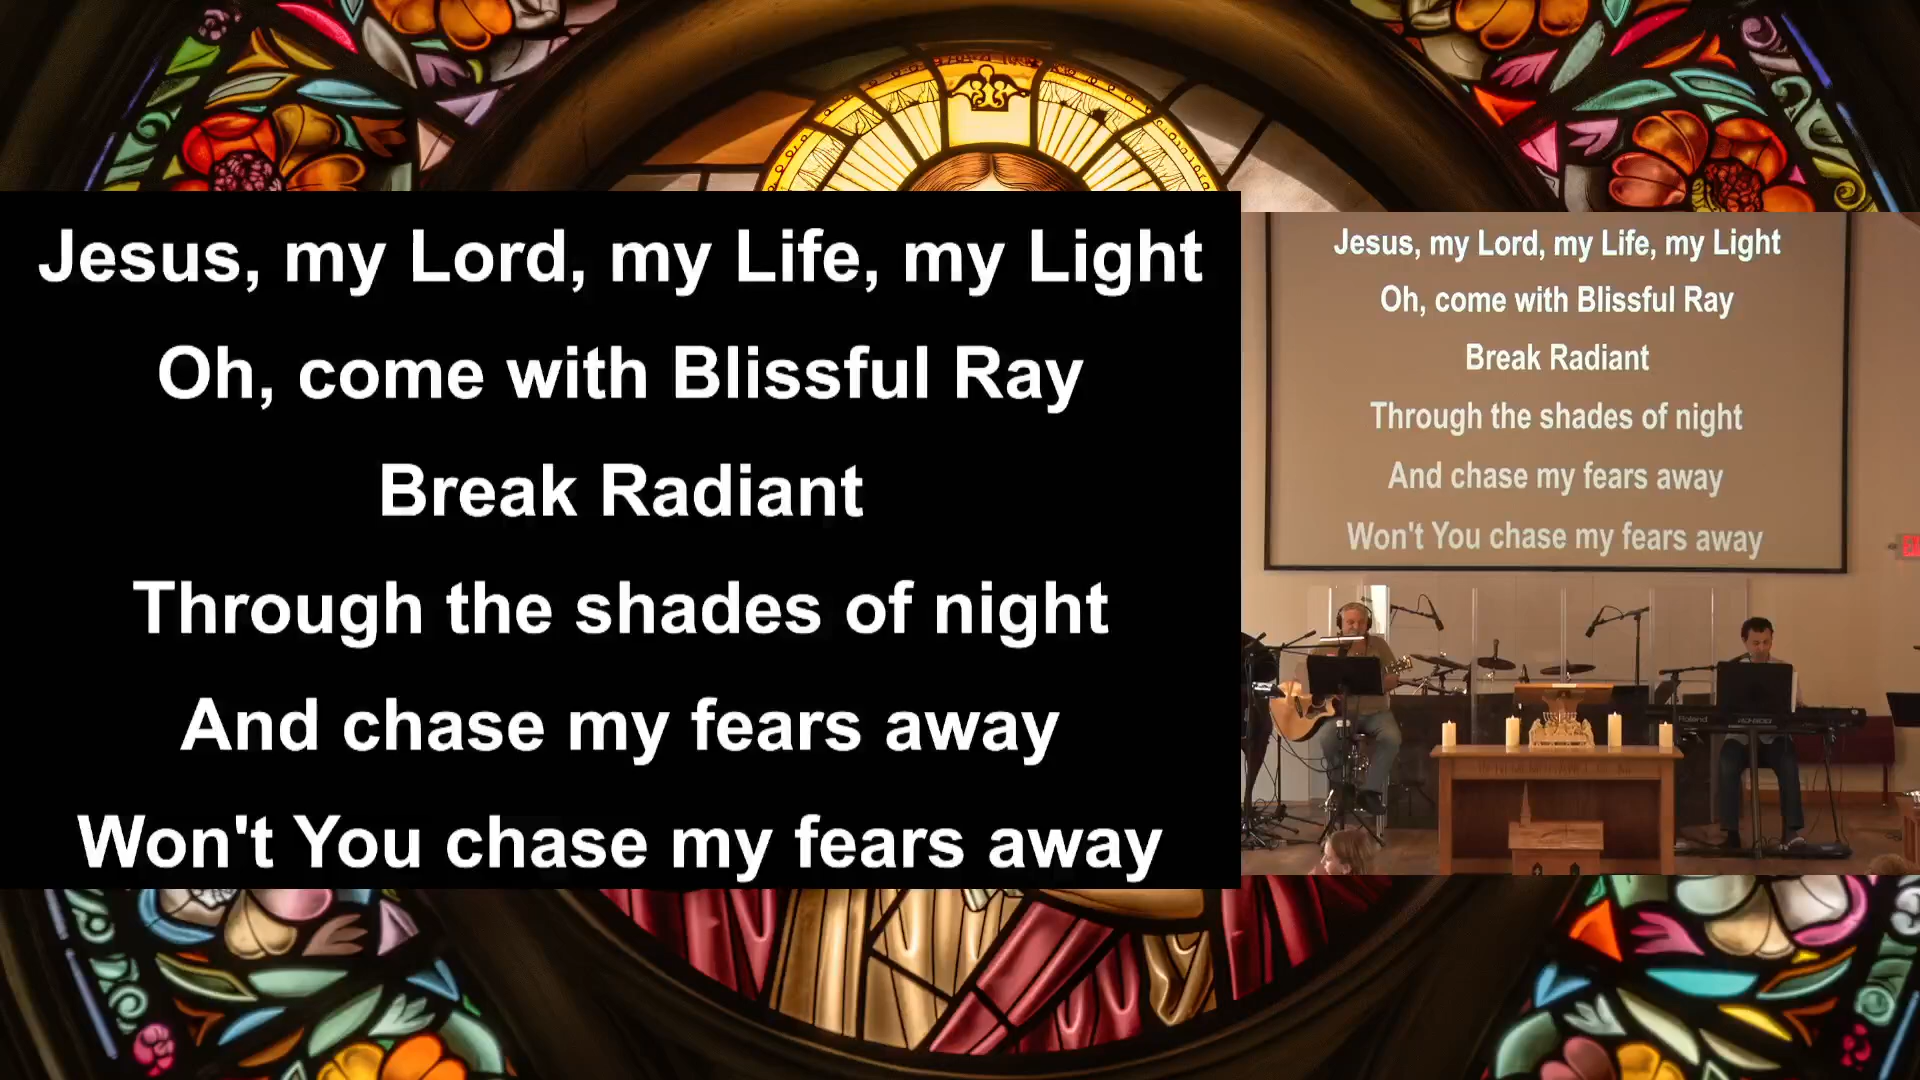 Jesus, my Lord, my Life, my Light
Oh, come with Blissful Ray
Break Radiant
Through the shades of night
And chase my fears away
Won't You chase my fears away
Jesus, my Lord, my Life, my Light
Oh, come with Blissful Ray
Break Radiant
Through the shades of night
And chase my fears away
Won't You chase my fears away
Roland